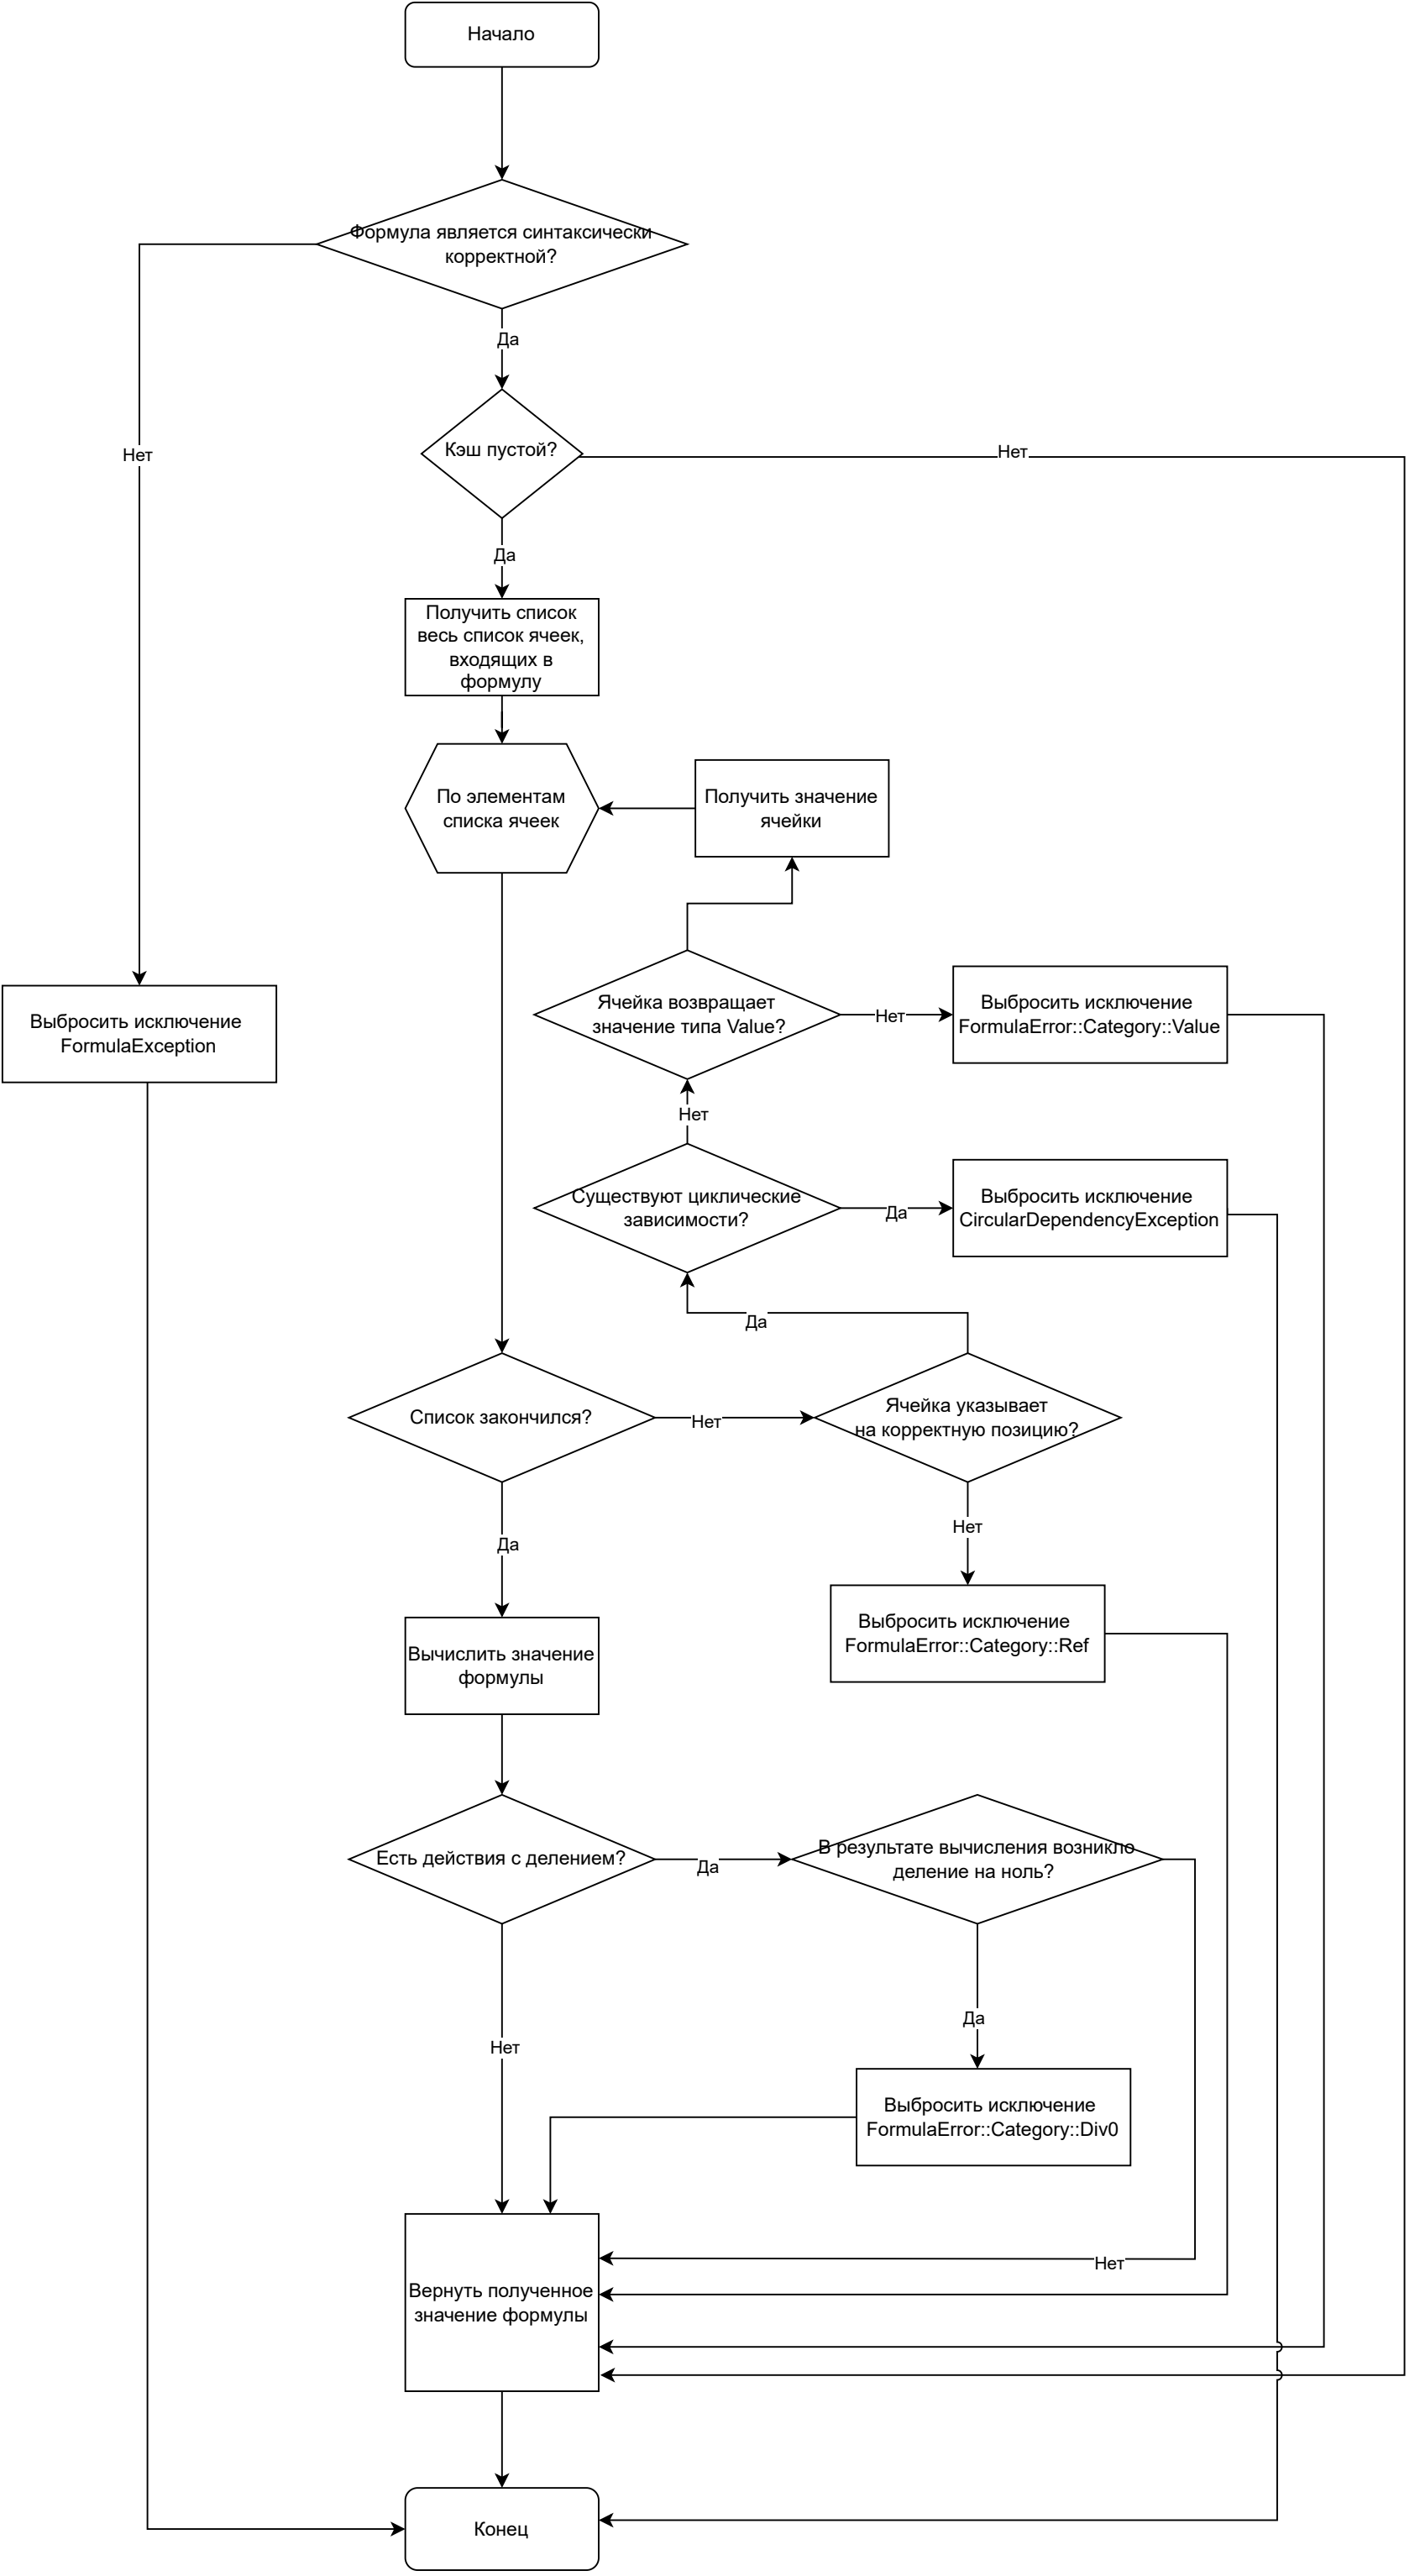 Начало
Формула является синтаксически
корректной?
Да
Нет
Кэш пустой?
Нет
Да
Получить список
весь список ячеек,
входящих в
формулу
По элементам
списка ячеек
Получить значение
ячейки
Ячейка возвращает
значение типа Value?
Нет
Выбросить исключение
FormulaError::Category::Value
Выбросить исключение
FormulaException
Нет
Существуют циклические
зависимости?
Да
Выбросить исключение
CircularDependencyException
Да
Список закончился?
Нет
Ячейка указывает
на корректную позицию?
Да
Нет
Выбросить исключение
FormulaError::Category::Ref
Вычислить значение
формулы
Есть действия с делением?
Да
В результате вычисления возникло
деление на ноль?
Да
Нет
Выбросить исключение
FormulaError::Category::Div0
Нет
Вернуть полученное
значение формулы
Конец